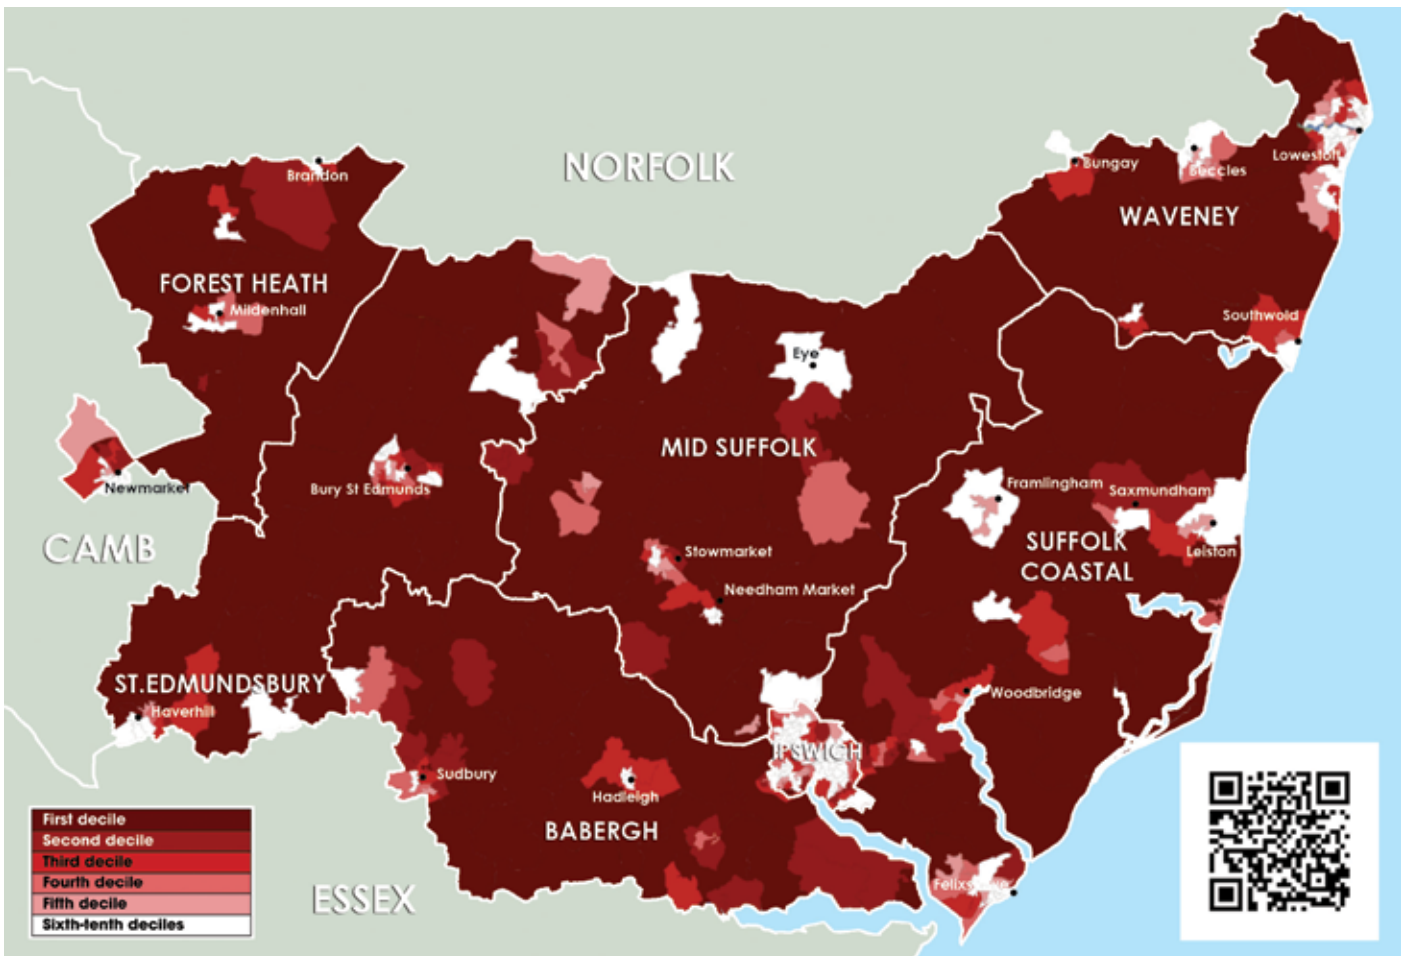 NORFOLK
Brandon
Bungay
Beccles
Lowestoft
WAVENEY
FOREST HEATH
Mildenhall
Southwold
Eye
MID SUFFOLK
Newmarket
Bury St Edmunds
Framlingham
Saxmundham
CAMB
Stowmarket
SUFFOLK
COASTAL
Leiston
Needham Market
ST.EDMUNDSBURY
Haverhill
Woodbridge
IPSWICH
Sudbury
Hadleigh
BABERGH
ESSEX
First decile
Second decile
Third decile
Fourth decile
Fifth decile
Sixth-tenth deciles